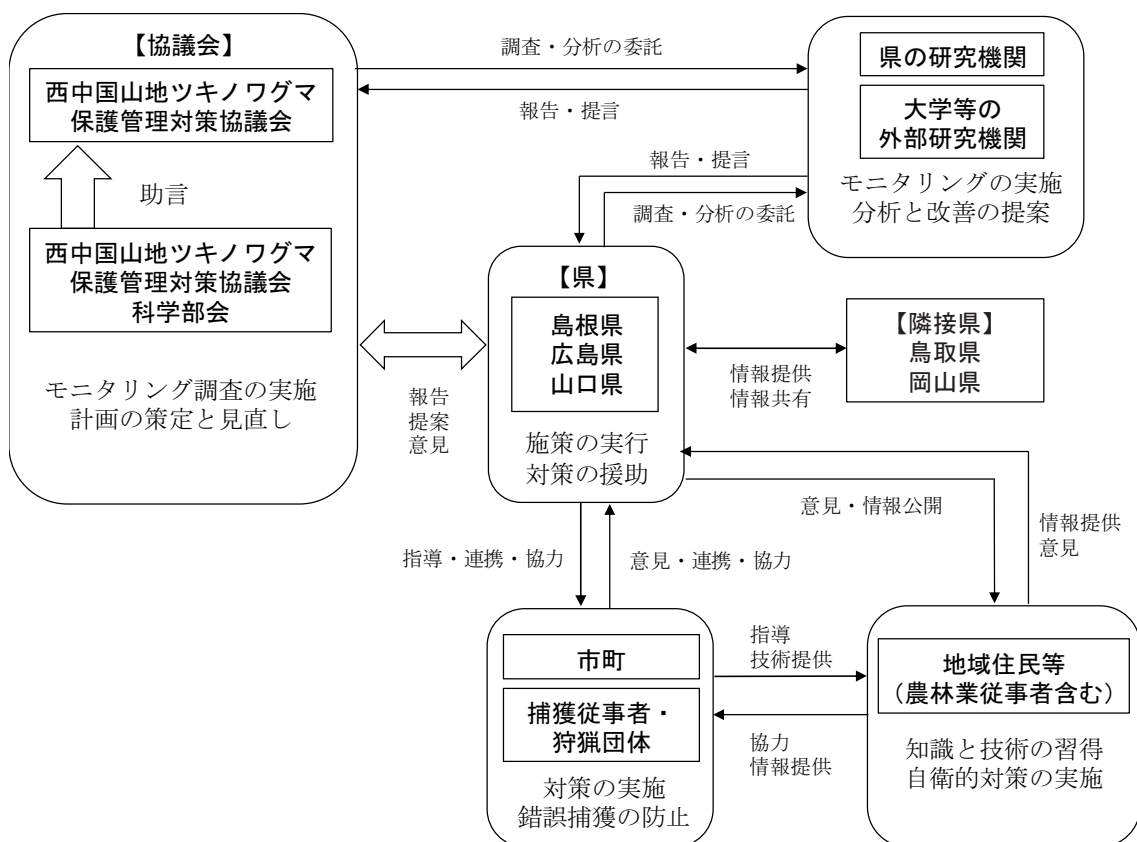 【協議会】
西中国山地ツキノワグマ
保護管理対策協議会
助言
西中国山地ツキノワグマ
保護管理対策協議会
科学部会
モニタリング調査の実施
計画の策定と見直し
調査・分析の委託
報告・提言
県の研究機関
大学等の
外部研究機関
モニタリングの実施
分析と改善の提案
報告・提言
調査・分析の委託
【県】
島根県
広島県
山口県
施策の実行
対策の援助
報告
提案
意見
情報提供
情報共有
【隣接県】
鳥取県
岡山県
意見・情報公開
情報提供
意見
指導・連携・協力
意見・連携・協力
市町
捕獲従事者・
狩猟団体
対策の実施
錯誤捕獲の防止
指導
技術提供
協力
情報提供
地域住民等
（農林業従事者含む）
知識と技術の習得
自衛的対策の実施